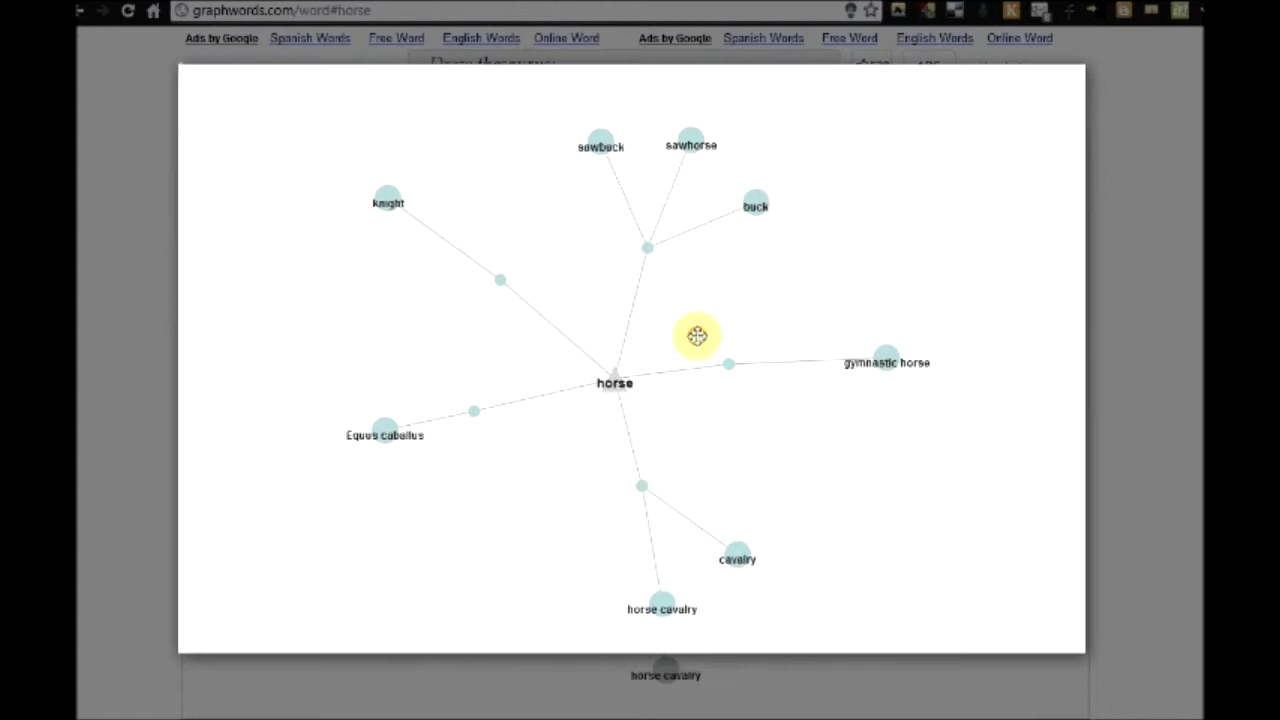 graphwords.com/word#horse
Ads by Google Spanish Words Free Word English Words Online Word Ads by Google Spanish Words Free Word English Words Online Word
sawbuck sawhorse
knight
buck
gymnastic horse
horse
Equus caballus
cavalry
horse cavalry
horse cavalry